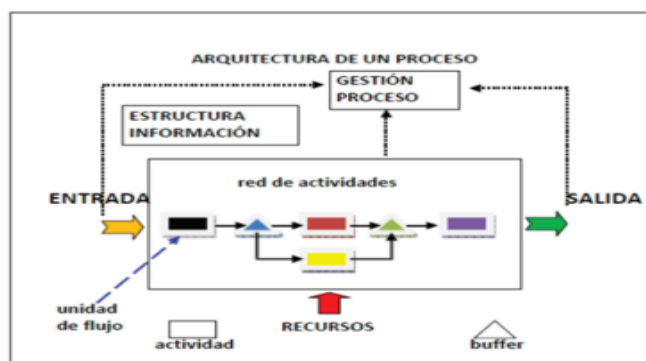 ARQUITECTURA DE UN PROCESO
GESTIÓN
PROCESO
ESTRUCTURA
INFORMACIÓN
ENTRADA
red de actividades
SALIDA
unidad
de flujo
RECURSOS
actividad
buffer